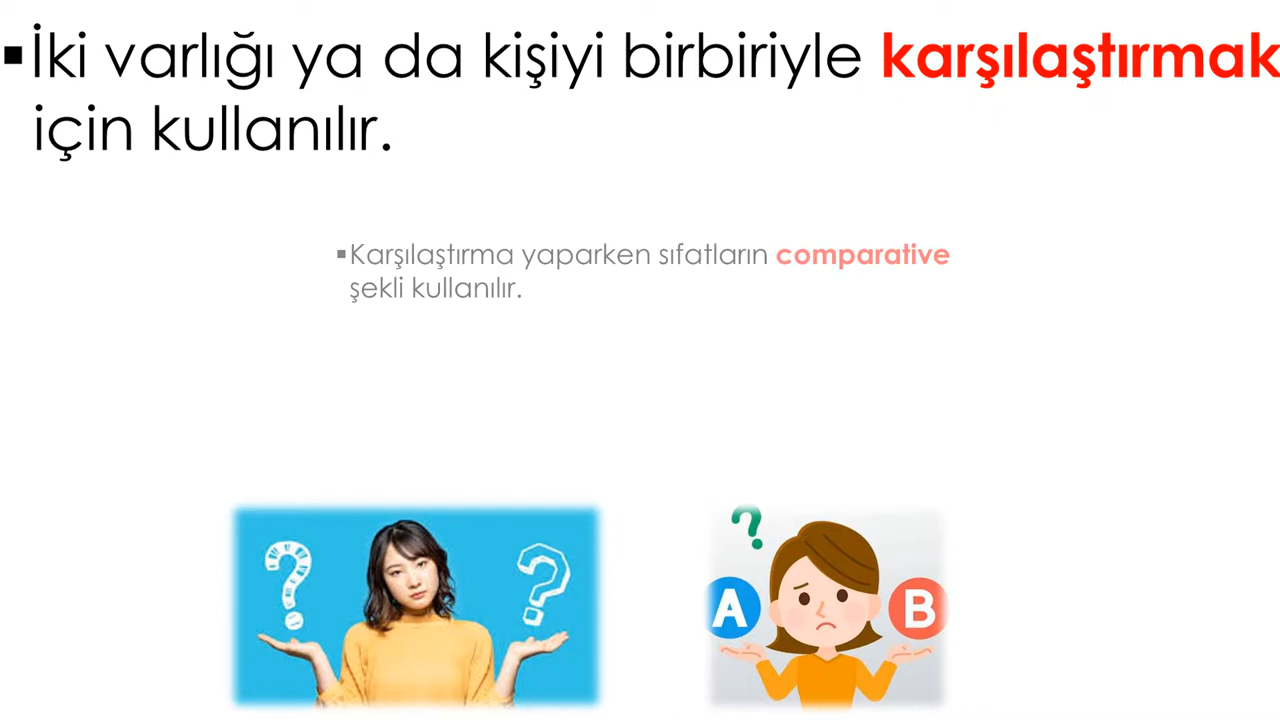 ▪İki varlığı ya da kişiyi birbiriyle karşılaştırmak
için kullanılır.
▪Karşılaştırma yaparken sıfatların comparative
şekli kullanılır.
? ?
?
A B